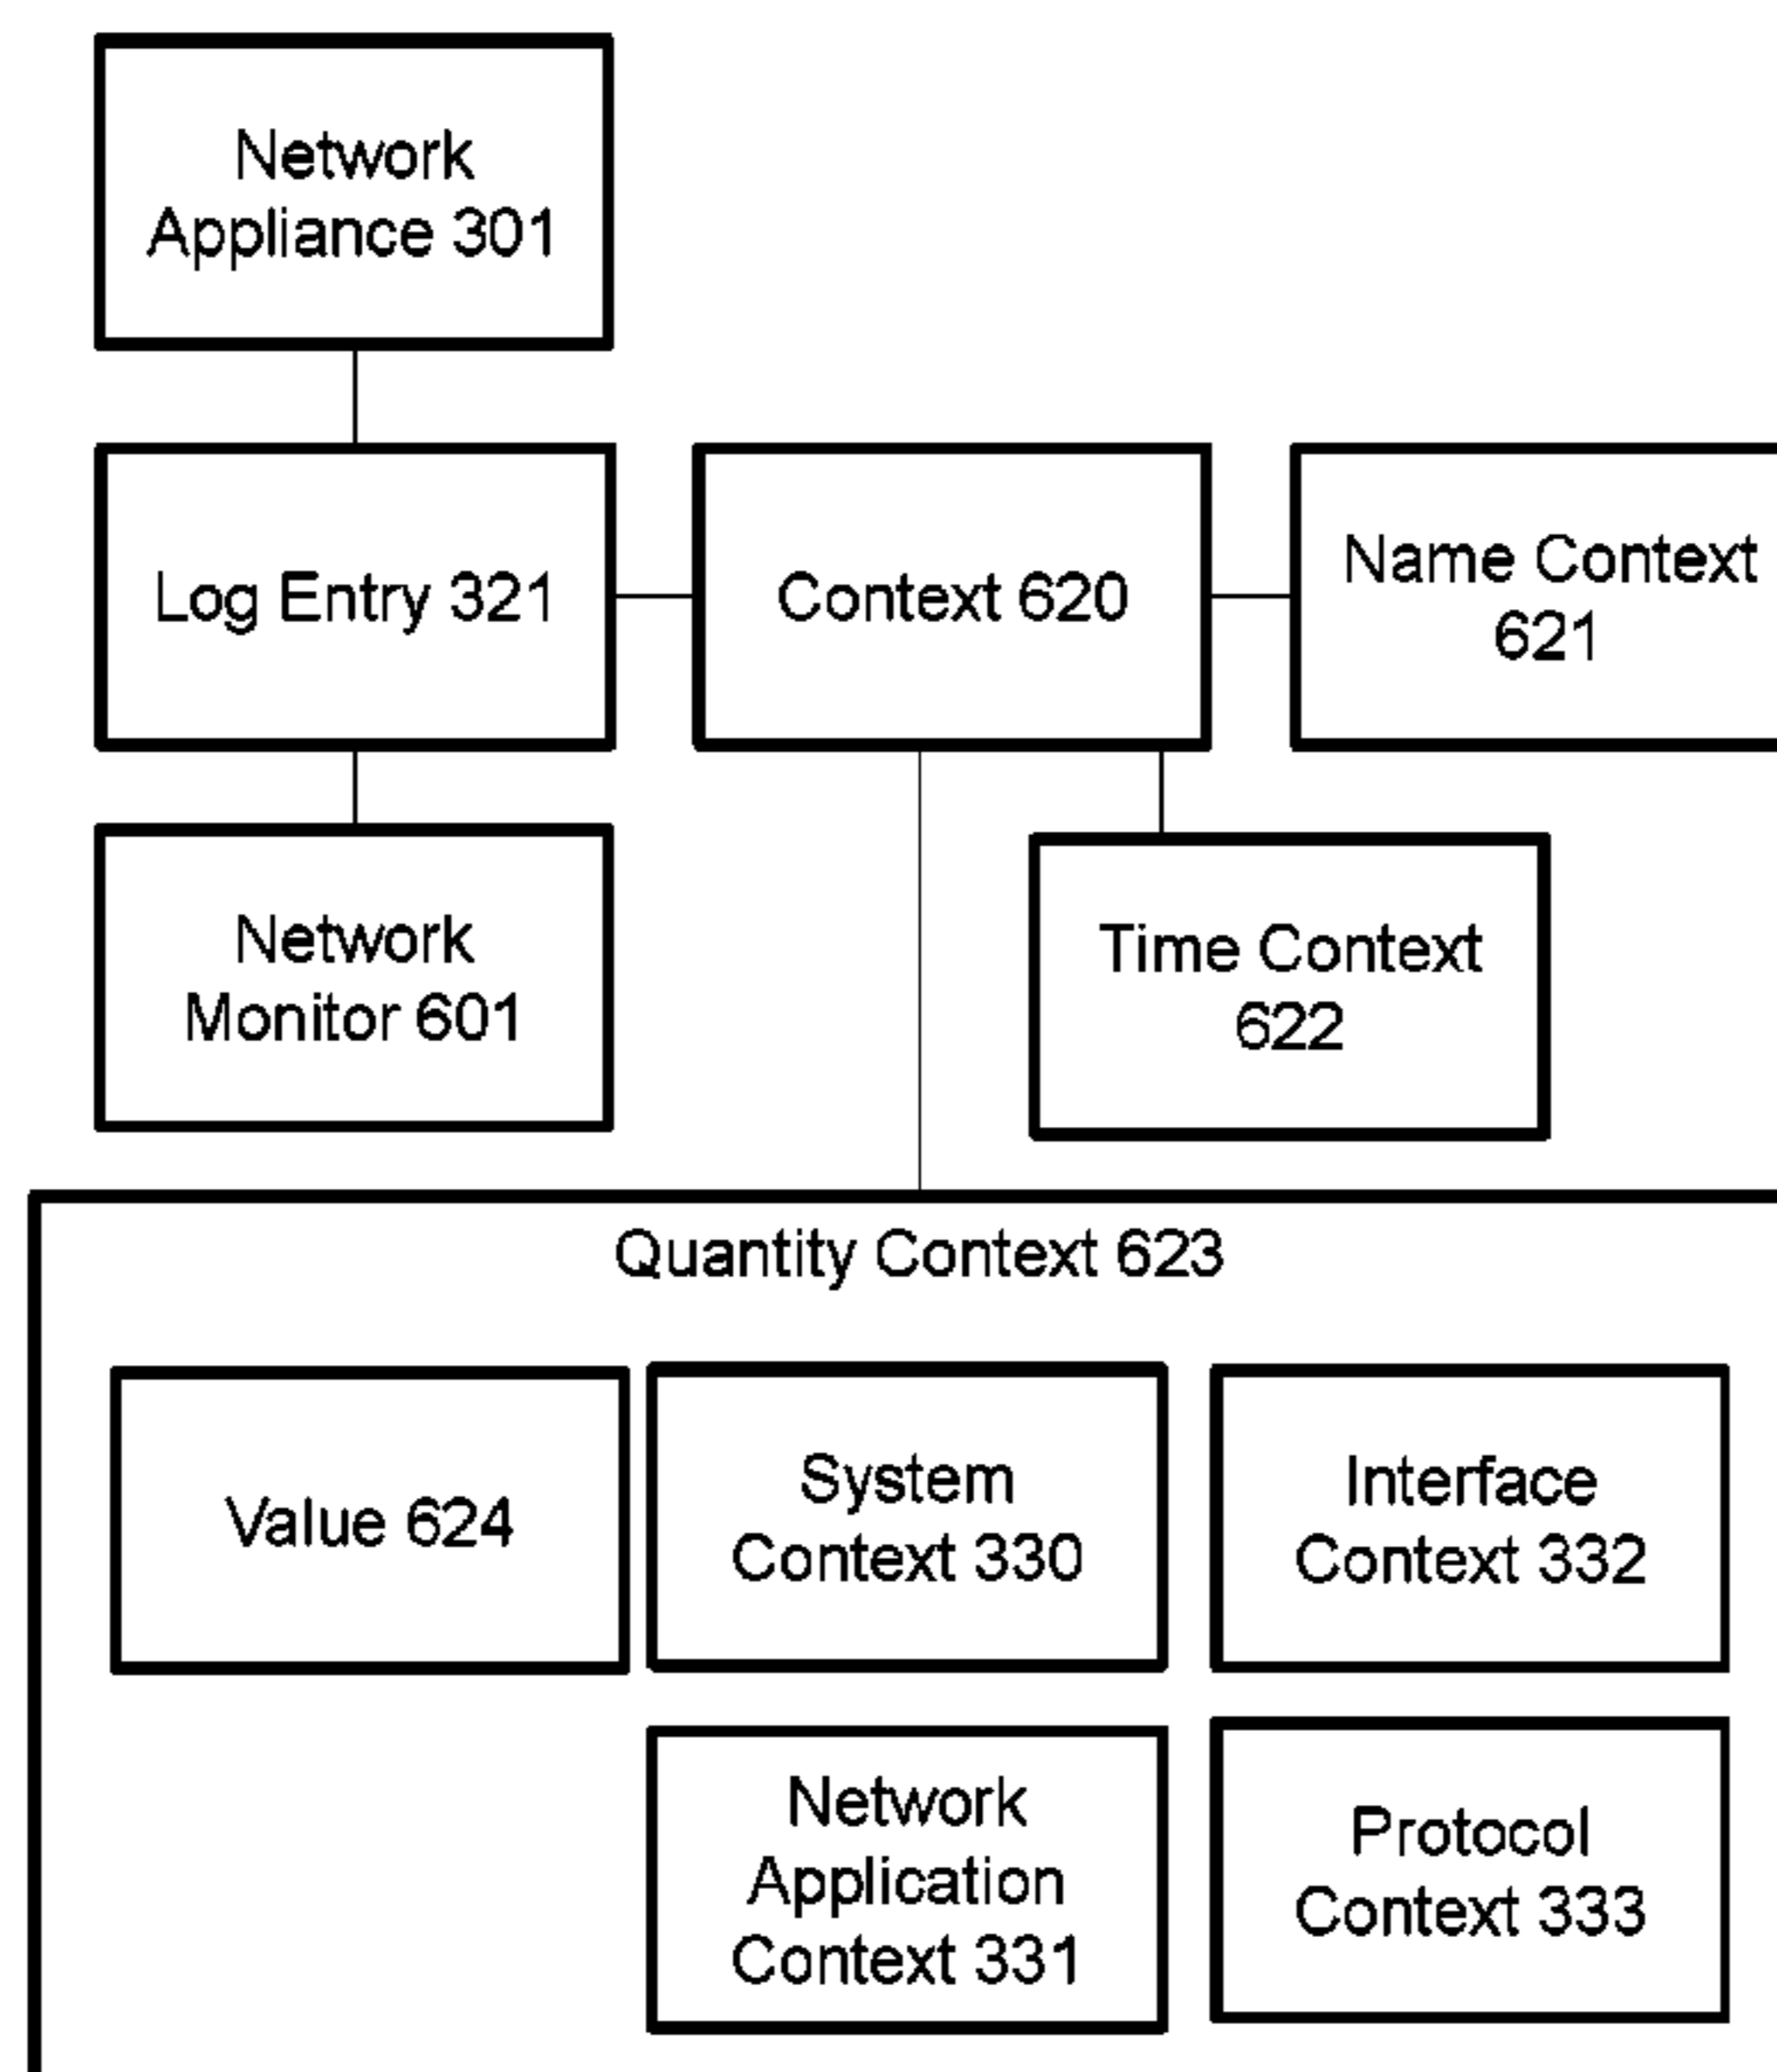 Network
Appliance 301
Log Entry 321
Context 620
Name Context
621
Network
Monitor 601
Time Context
622
Quantity Context 623
Value 624
System
Context 330
Interface
Context 332
Network
Application
Context 331
Protocol
Context 333